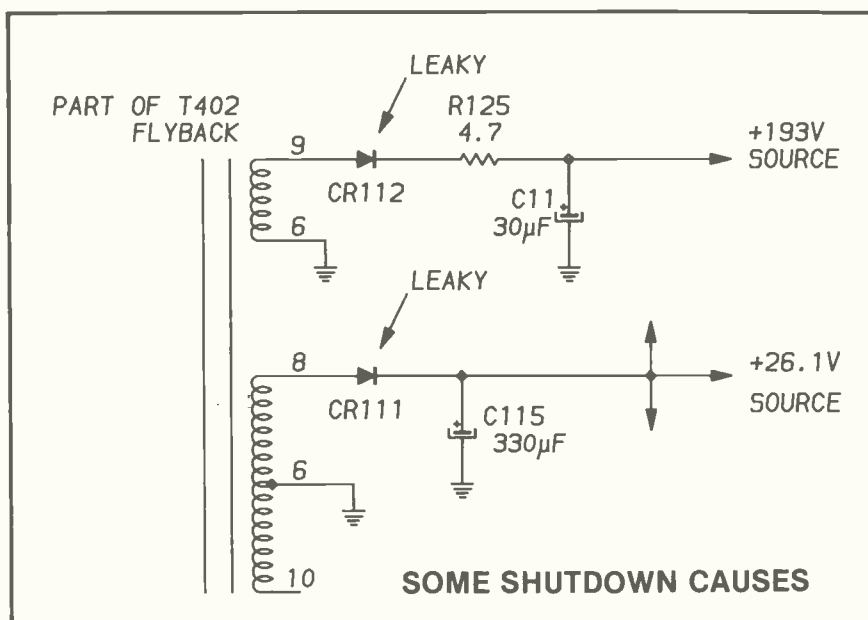 LEAKY
PART OF T402
FLYBACK
R125
4.7
+193V
SOURCE
9
CR112
C11
30µF
+
6
LEAKY
8
+26.1V
SOURCE
CR111
C115
330µF
+
6
10
SOME SHUTDOWN CAUSES